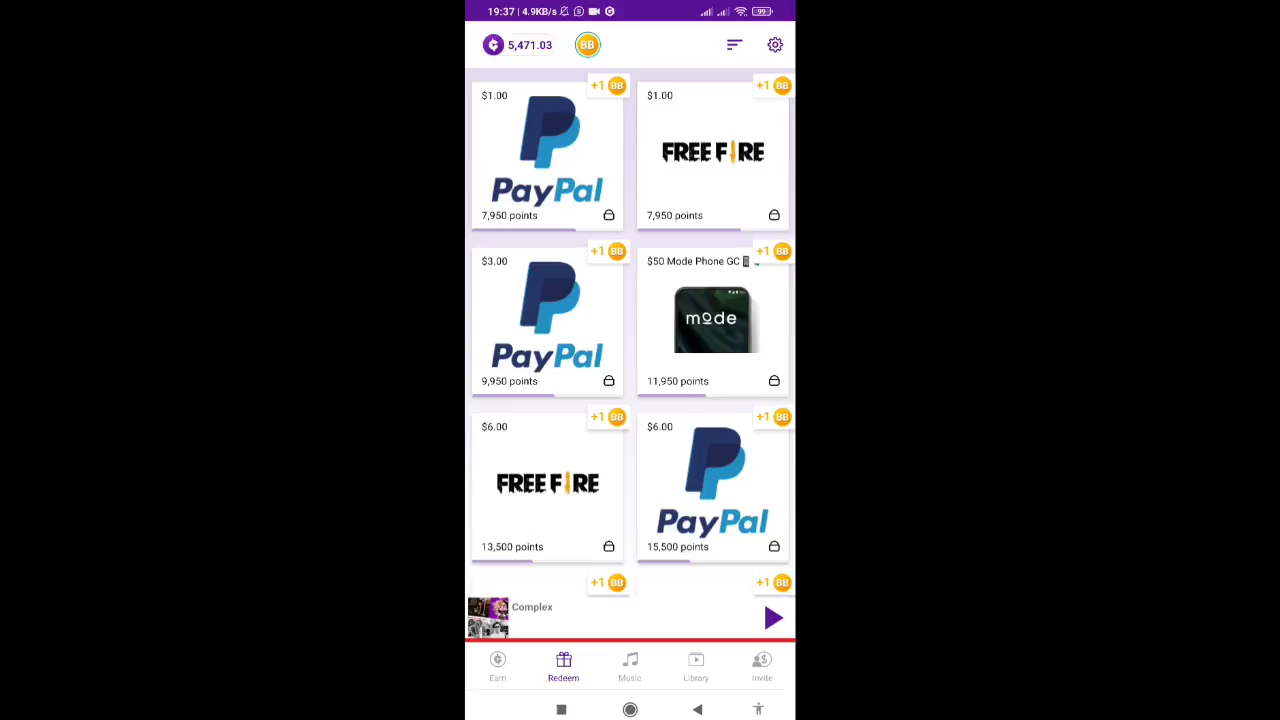 19:37 | 4.9KB/s
99
5,471.03
BB
$1.00
+1 BB
PayPal
7,950 points
$1.00
+1 BB
FREE FIRE
7,950 points
$3.00
+1 BB
PayPal
9,950 points
$50 Mode Phone GC
+1 BB
mode
11,950 points
$6.00
+1 BB
FREE FIRE
13,500 points
$6.00
+1 BB
PayPal
15,500 points
+1 BB
+1 BB
Complex
Earn
Redeem
Music
Library
Invite